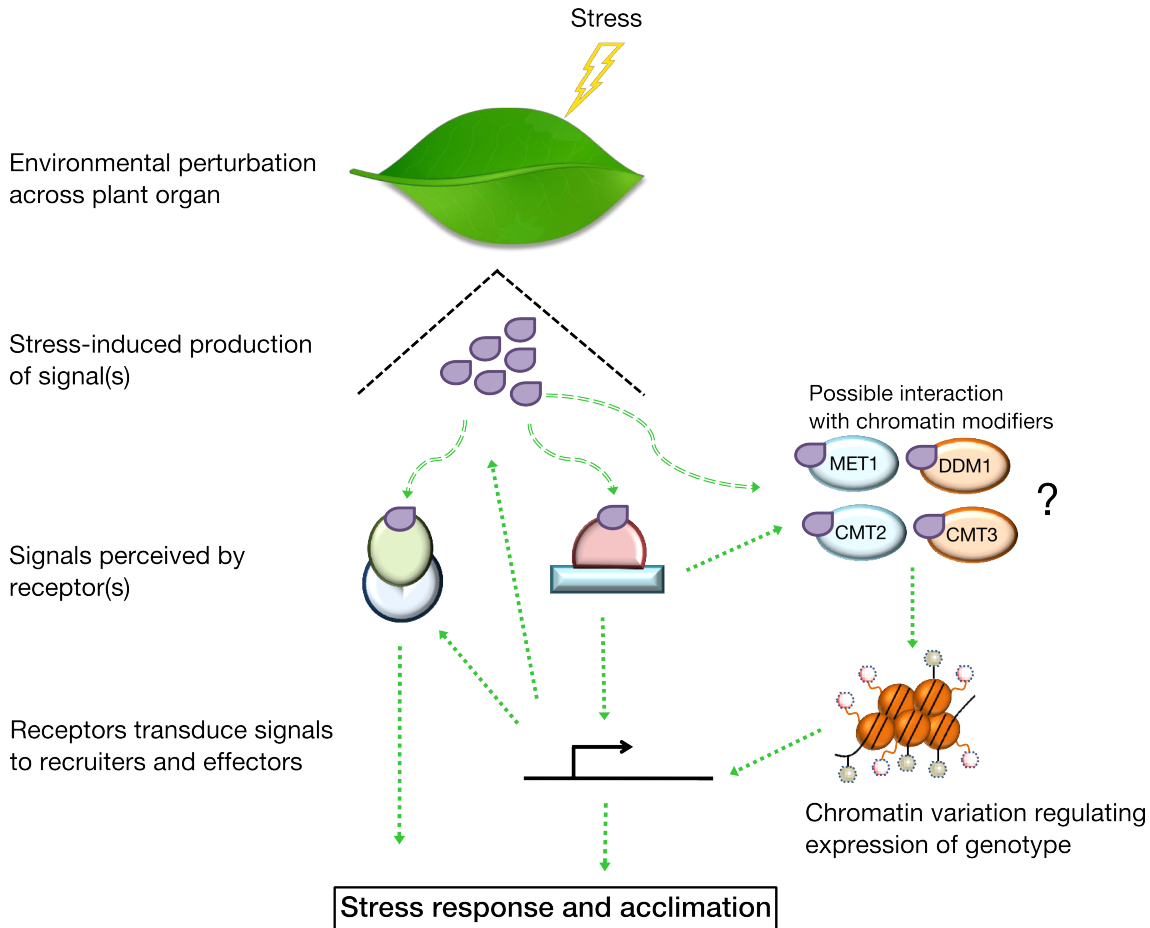 Stress
Environmental perturbation
across plant organ
Stress-induced production
of signal(s)
Possible interaction
with chromatin modifiers
MET1
DDM1
?
CMT2
CMT3
Signals perceived by
receptor(s)
Receptors transduce signals
to recruiters and effectors
Chromatin variation regulating
expression of genotype
Stress response and acclimation